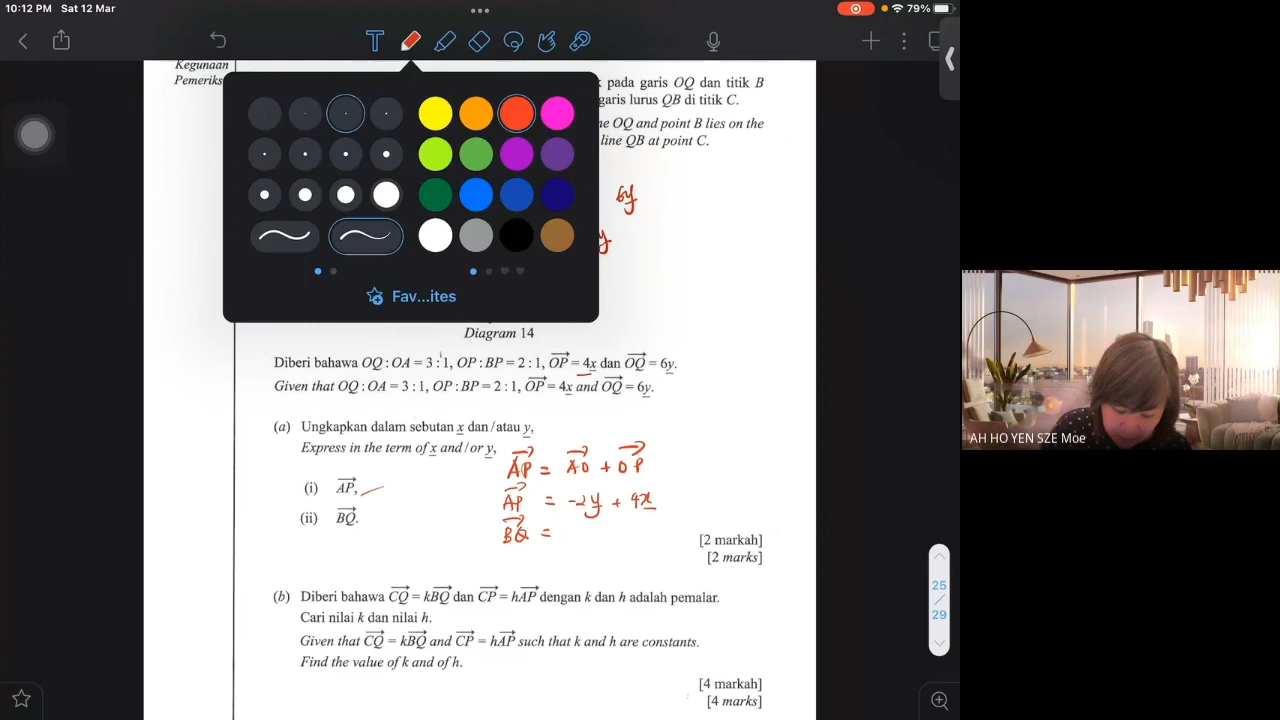 10:12 PM Sat 12 Mar
79%
T
Kegunaan
Pemeriks
k pada garis OQ dan titik B
garis lurus QB di titik C.
ne OQ and point B lies on the
line QB at point C.
6y
y
Fav...ites
Diagram 14
Diberi bahawa OQ : OA = 3 : 1, OP : BP = 2 : 1, OP = 4x dan OQ = 6y.
Given that OQ : OA = 3 : 1, OP : BP = 2 : 1, OP = 4x and OQ = 6y.
(a) Ungkapkan dalam sebutan x dan/atau y,
Express in the term of x and/or y,
AP = AO + OP
(i) AP,
AP = -2y + 4x
(ii) BQ.
BQ =
[2 markah]
[2 marks]
(b) Diberi bahawa CQ = kBQ dan CP = hAP dengan k dan h adalah pemalar.
Cari nilai k dan nilai h.
Given that CQ = kBQ and CP = hAP such that k and h are constants.
Find the value of k and of h.
[4 markah]
[4 marks]
25
29
AH HO YEN SZE Moe